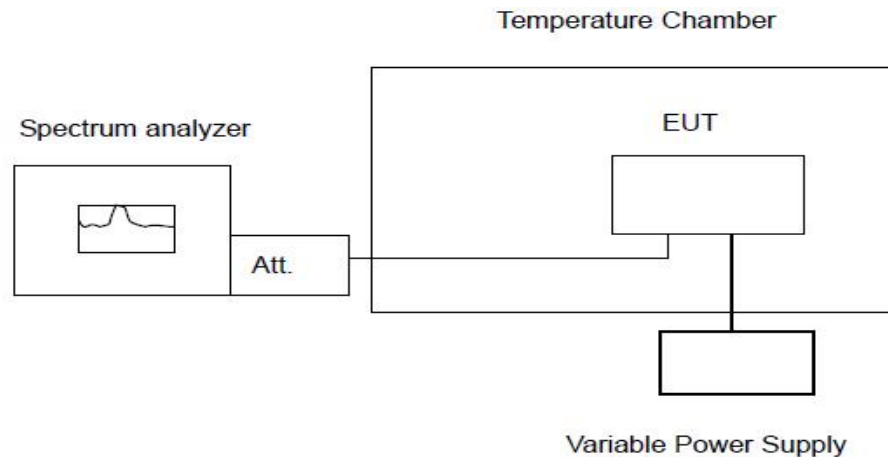 Temperature Chamber
Spectrum analyzer
EUT
Att.
Variable Power Supply